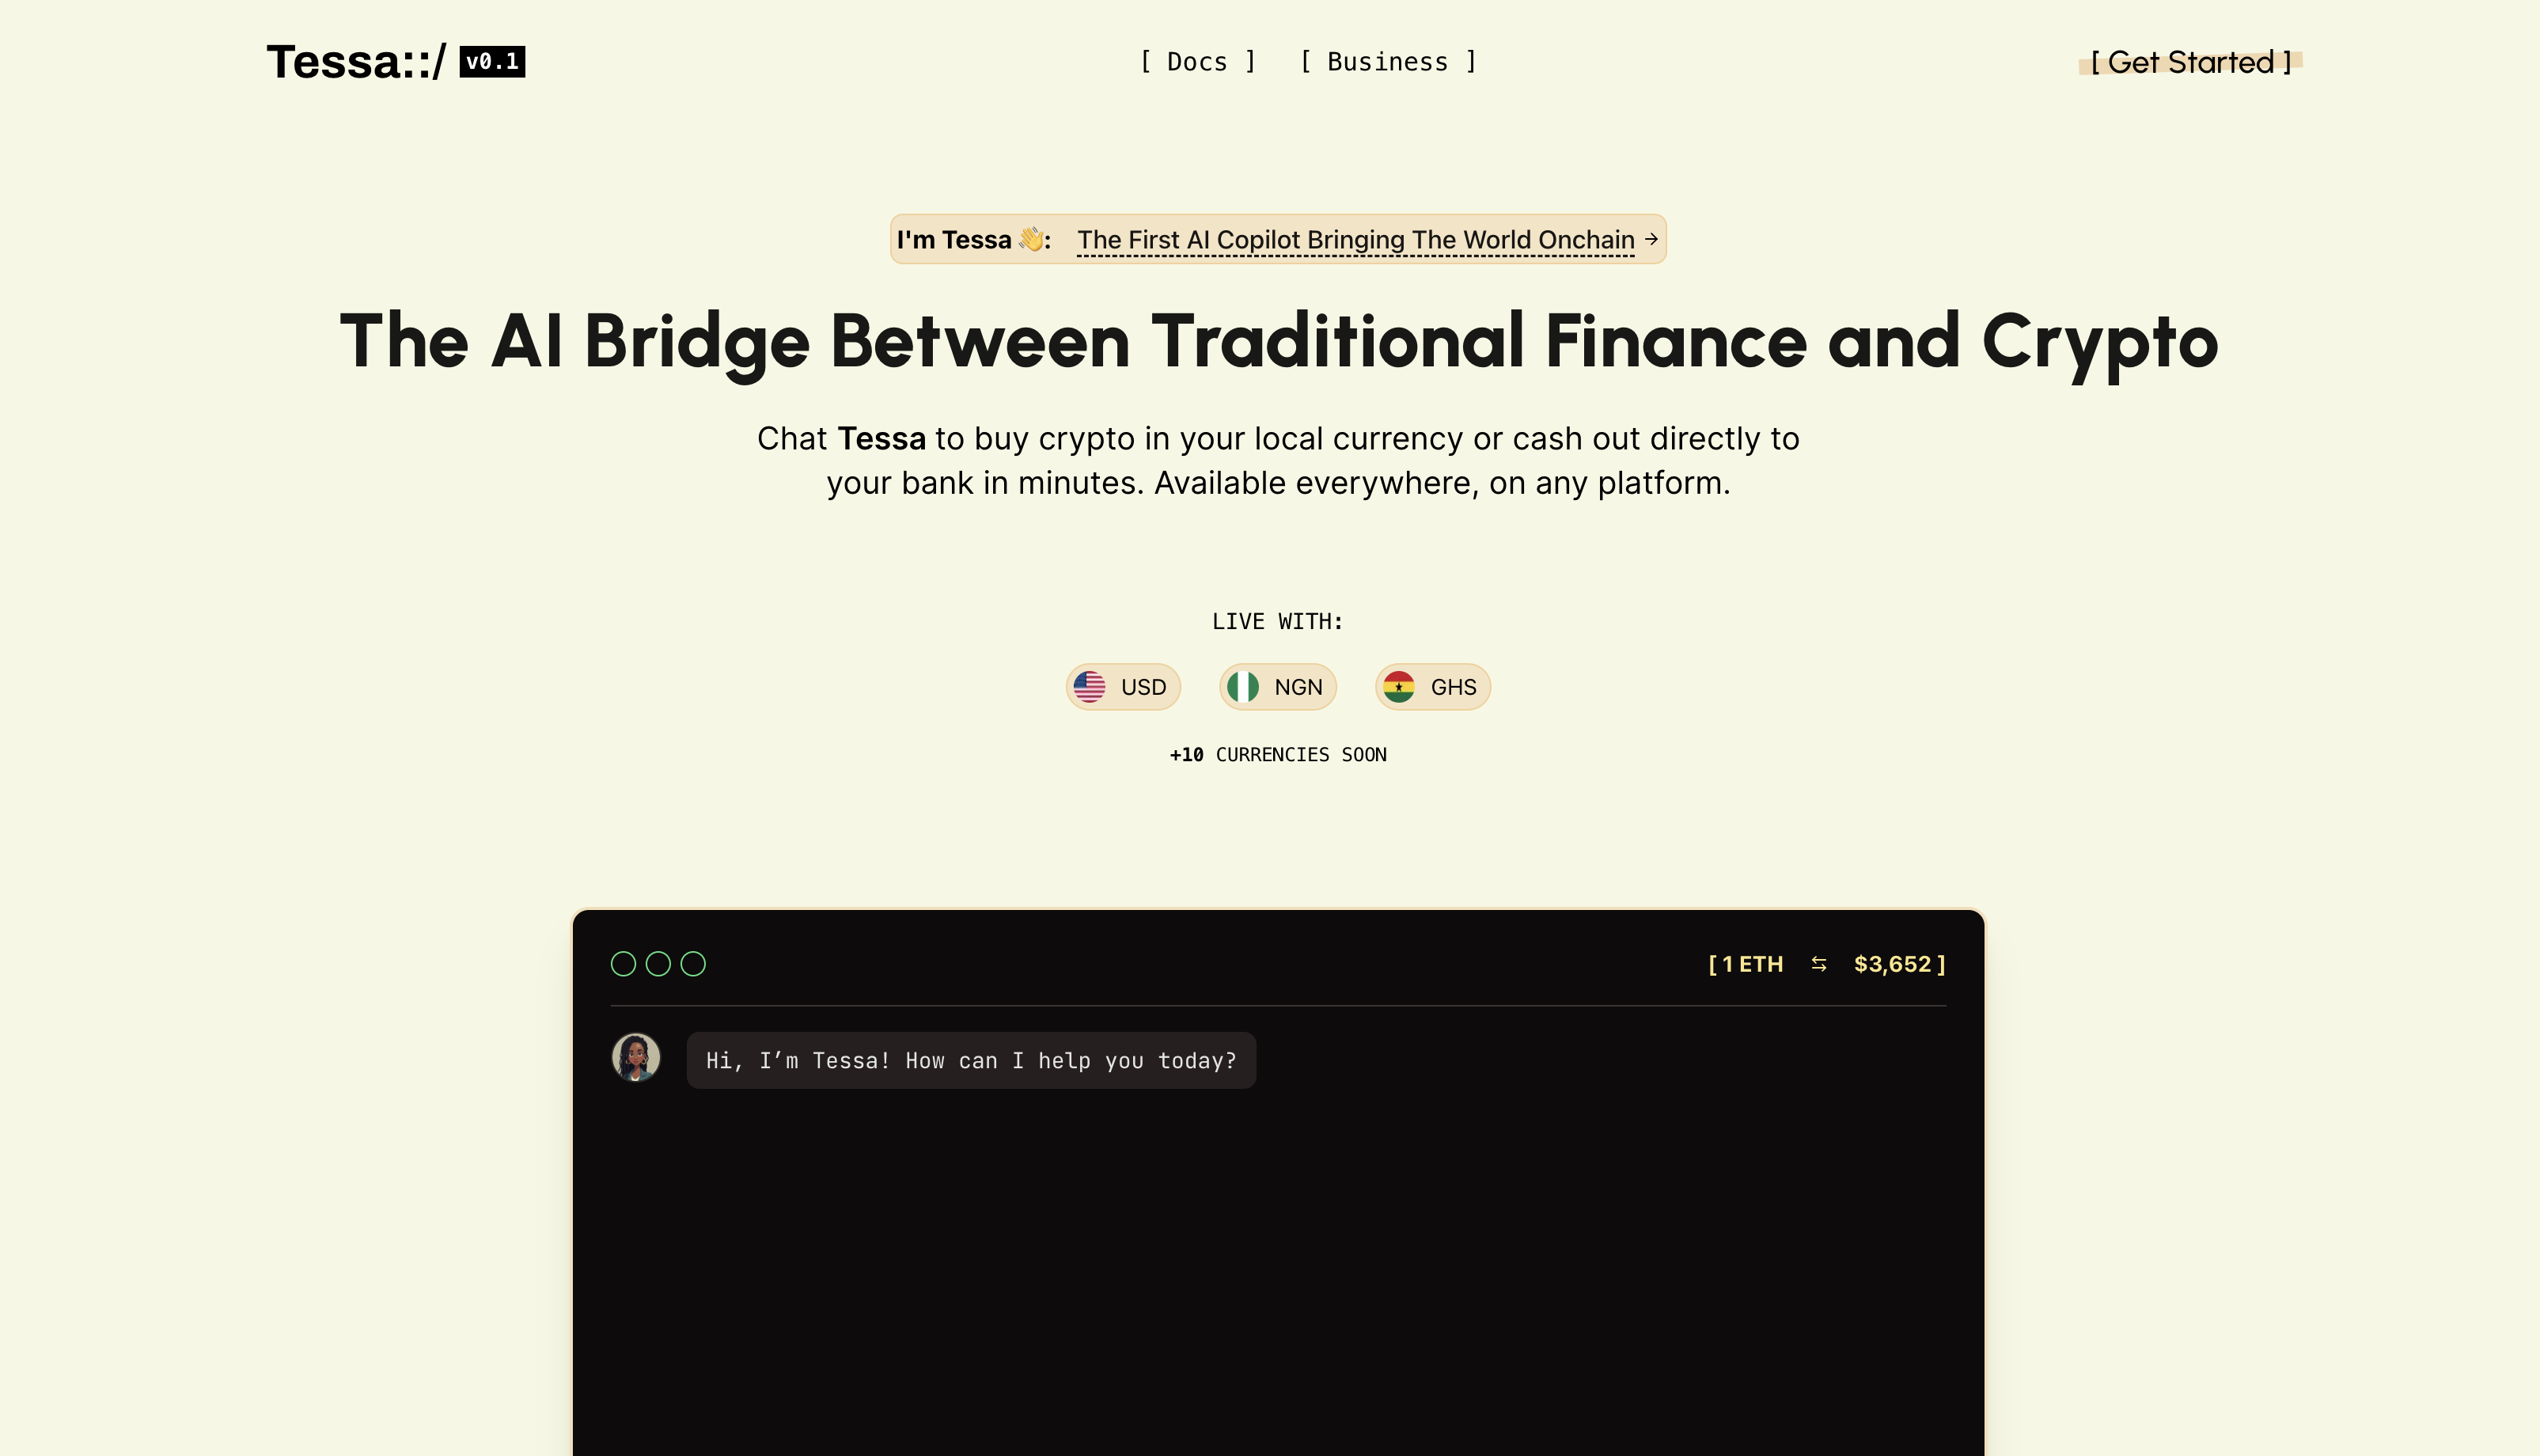 Tessa::/ v0.1
[ Docs ] [ Business ]
[ Get Started ]
I'm Tessa 👋: The First AI Copilot Bringing The World Onchain →
The AI Bridge Between Traditional Finance and Crypto
Chat Tessa to buy crypto in your local currency or cash out directly to
your bank in minutes. Available everywhere, on any platform.
LIVE WITH:
USD NGN GHS
+10 CURRENCIES SOON
[ 1 ETH ⇆ $3,652 ]
Hi, I’m Tessa! How can I help you today?